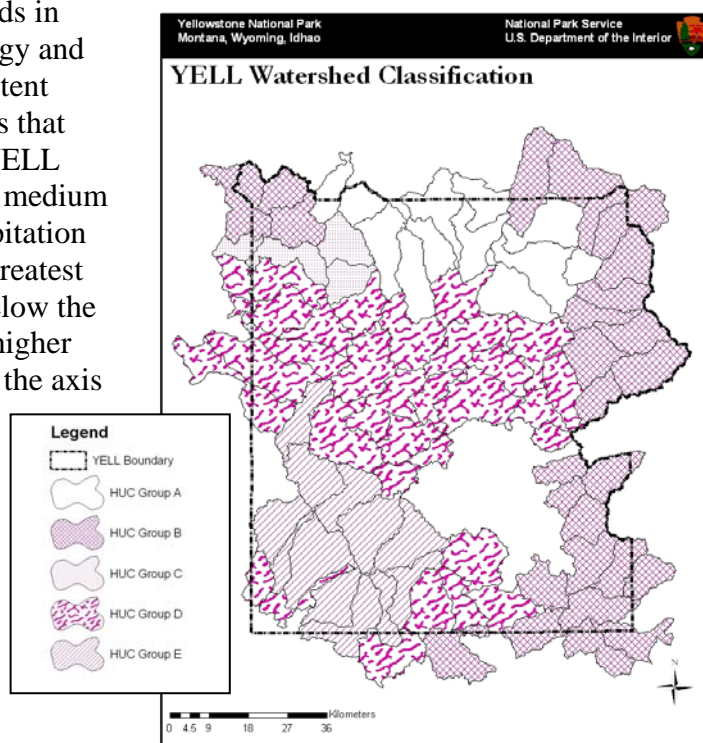 ds in
gy and
tent
s that
YELL
medium
pitation
reatest
low the
higher
the axis
Yellowstone National Park
Montana, Wyoming, Idhao
National Park Service
U.S. Department of the Interior
YELL Watershed Classification
Legend
YELL Boundary
HUC Group A
HUC Group B
HUC Group C
HUC Group D
HUC Group E
N
Kilometers
0 4.5 9 18 27 36